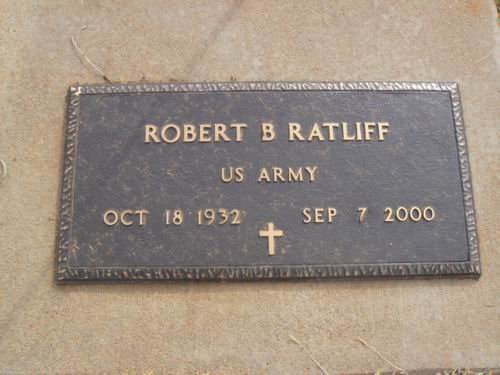 ROBERT B RATLIFF
US ARMY
OCT 18 1932 SEP 7 2000